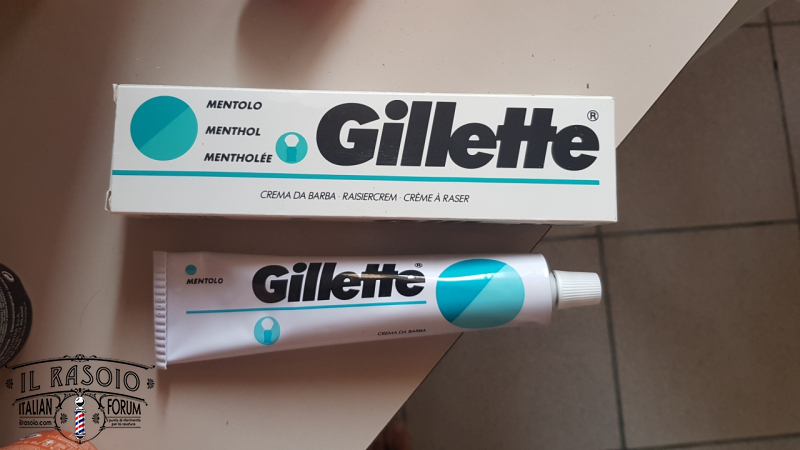 MENTOLO
MENTHOL
MENTHOLÉE
Gillette®
CREMA DA BARBA · RAISIERCREM · CRÈME À RASER
MENTOLO
Gillette®
CREMA DA BARBA
IL RASOIO
ITALIAN FORUM
ilrasoio.com